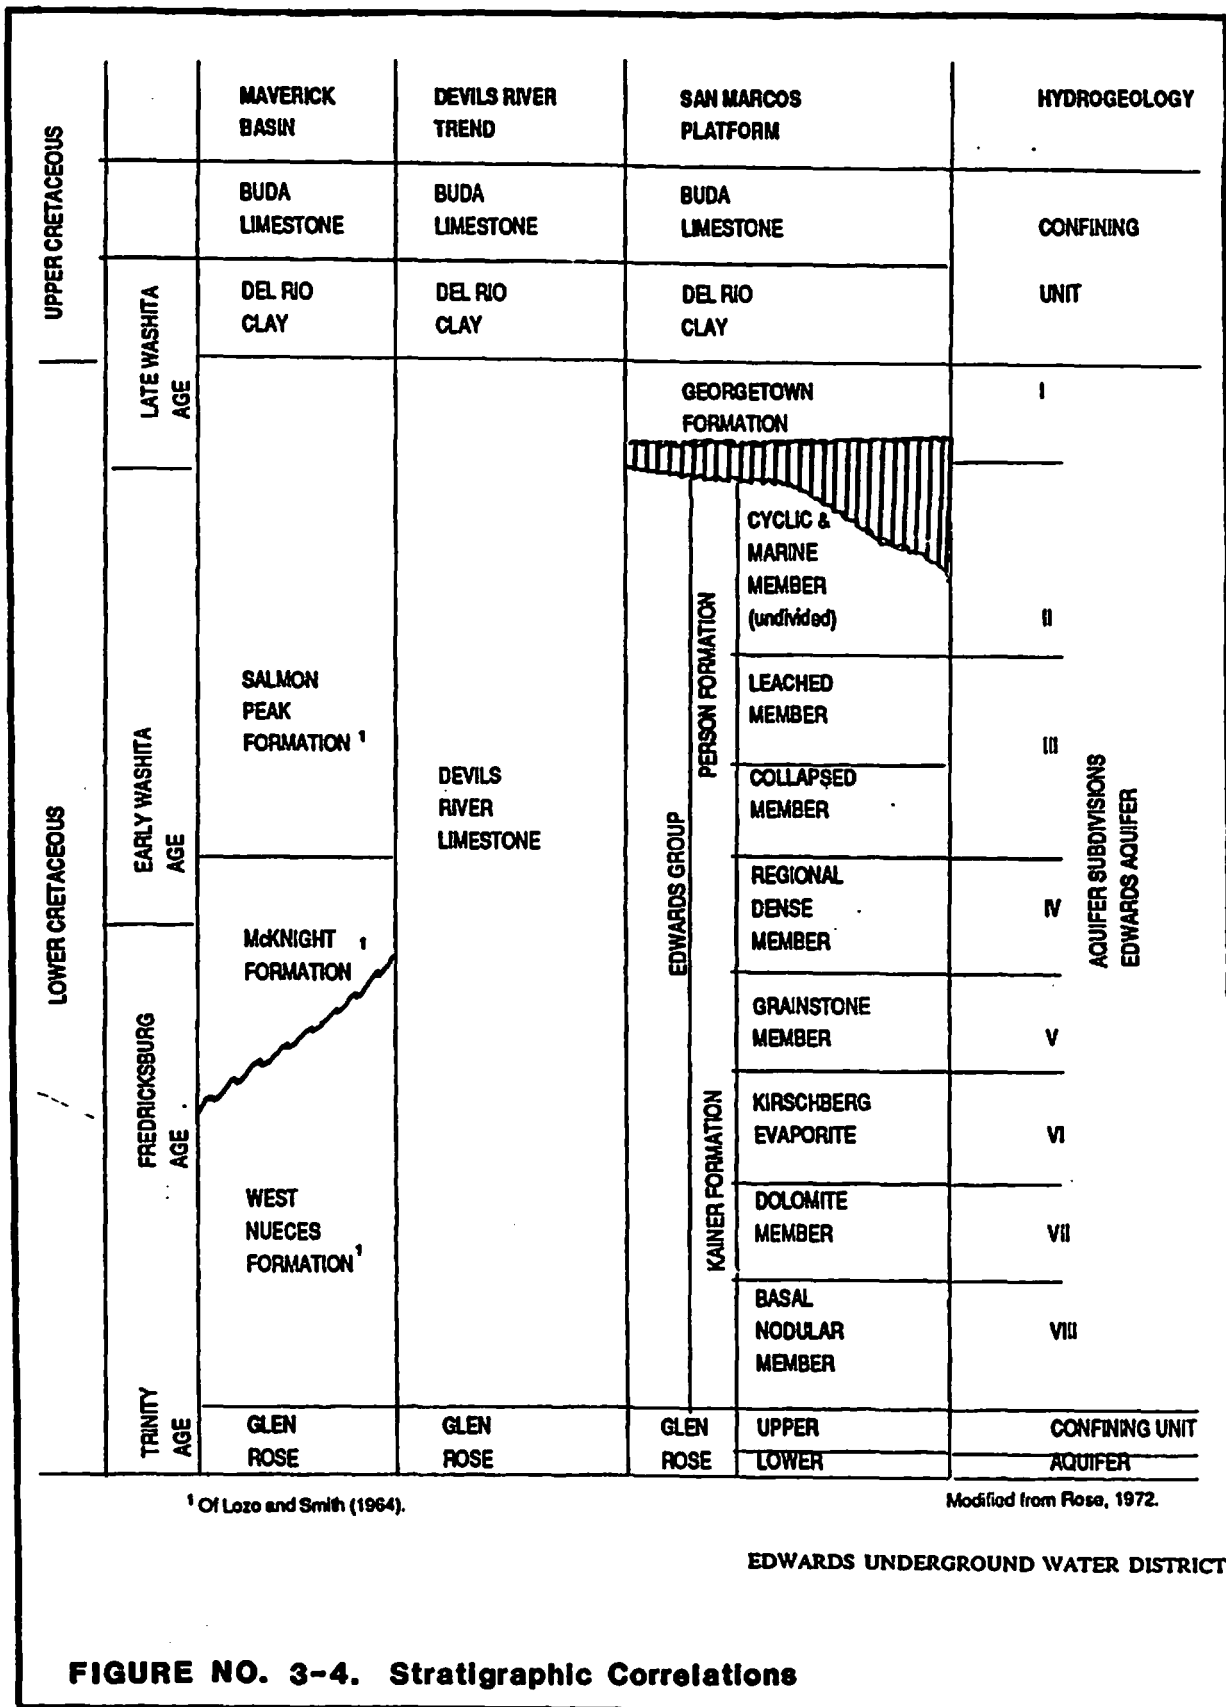 MAVERICK
BASIN
DEVILS RIVER
TREND
SAN MARCOS
PLATFORM
HYDROGEOLOGY
UPPER CRETACEOUS
BUDA
LIMESTONE
BUDA
LIMESTONE
BUDA
LIMESTONE
CONFINING
UNIT
LATE WASHITA
AGE
DEL RIO
CLAY
DEL RIO
CLAY
DEL RIO
CLAY
GEORGETOWN
FORMATION
I
LOWER CRETACEOUS
EARLY WASHITA
AGE
SALMON
PEAK
FORMATION 1
McKNIGHT 1
FORMATION
FREDRICKSBURG
AGE
WEST
NUECES
FORMATION 1
DEVILS
RIVER
LIMESTONE
EDWARDS GROUP
PERSON FORMATION
CYCLIC &
MARINE
MEMBER
(undivided)
II
LEACHED
MEMBER
III
COLLAPSED
MEMBER
REGIONAL
DENSE
MEMBER
IV
KAINER FORMATION
GRAINSTONE
MEMBER
V
KIRSCHBERG
EVAPORITE
VI
DOLOMITE
MEMBER
VII
BASAL
NODULAR
MEMBER
VIII
AQUIFER SUBDIVISIONS
EDWARDS AQUIFER
TRINITY
AGE
GLEN
ROSE
GLEN
ROSE
GLEN
ROSE
UPPER
LOWER
CONFINING UNIT
AQUIFER
1 Of Lozo and Smith (1964).
Modified from Rose, 1972.
EDWARDS UNDERGROUND WATER DISTRICT
FIGURE NO. 3-4. Stratigraphic Correlations